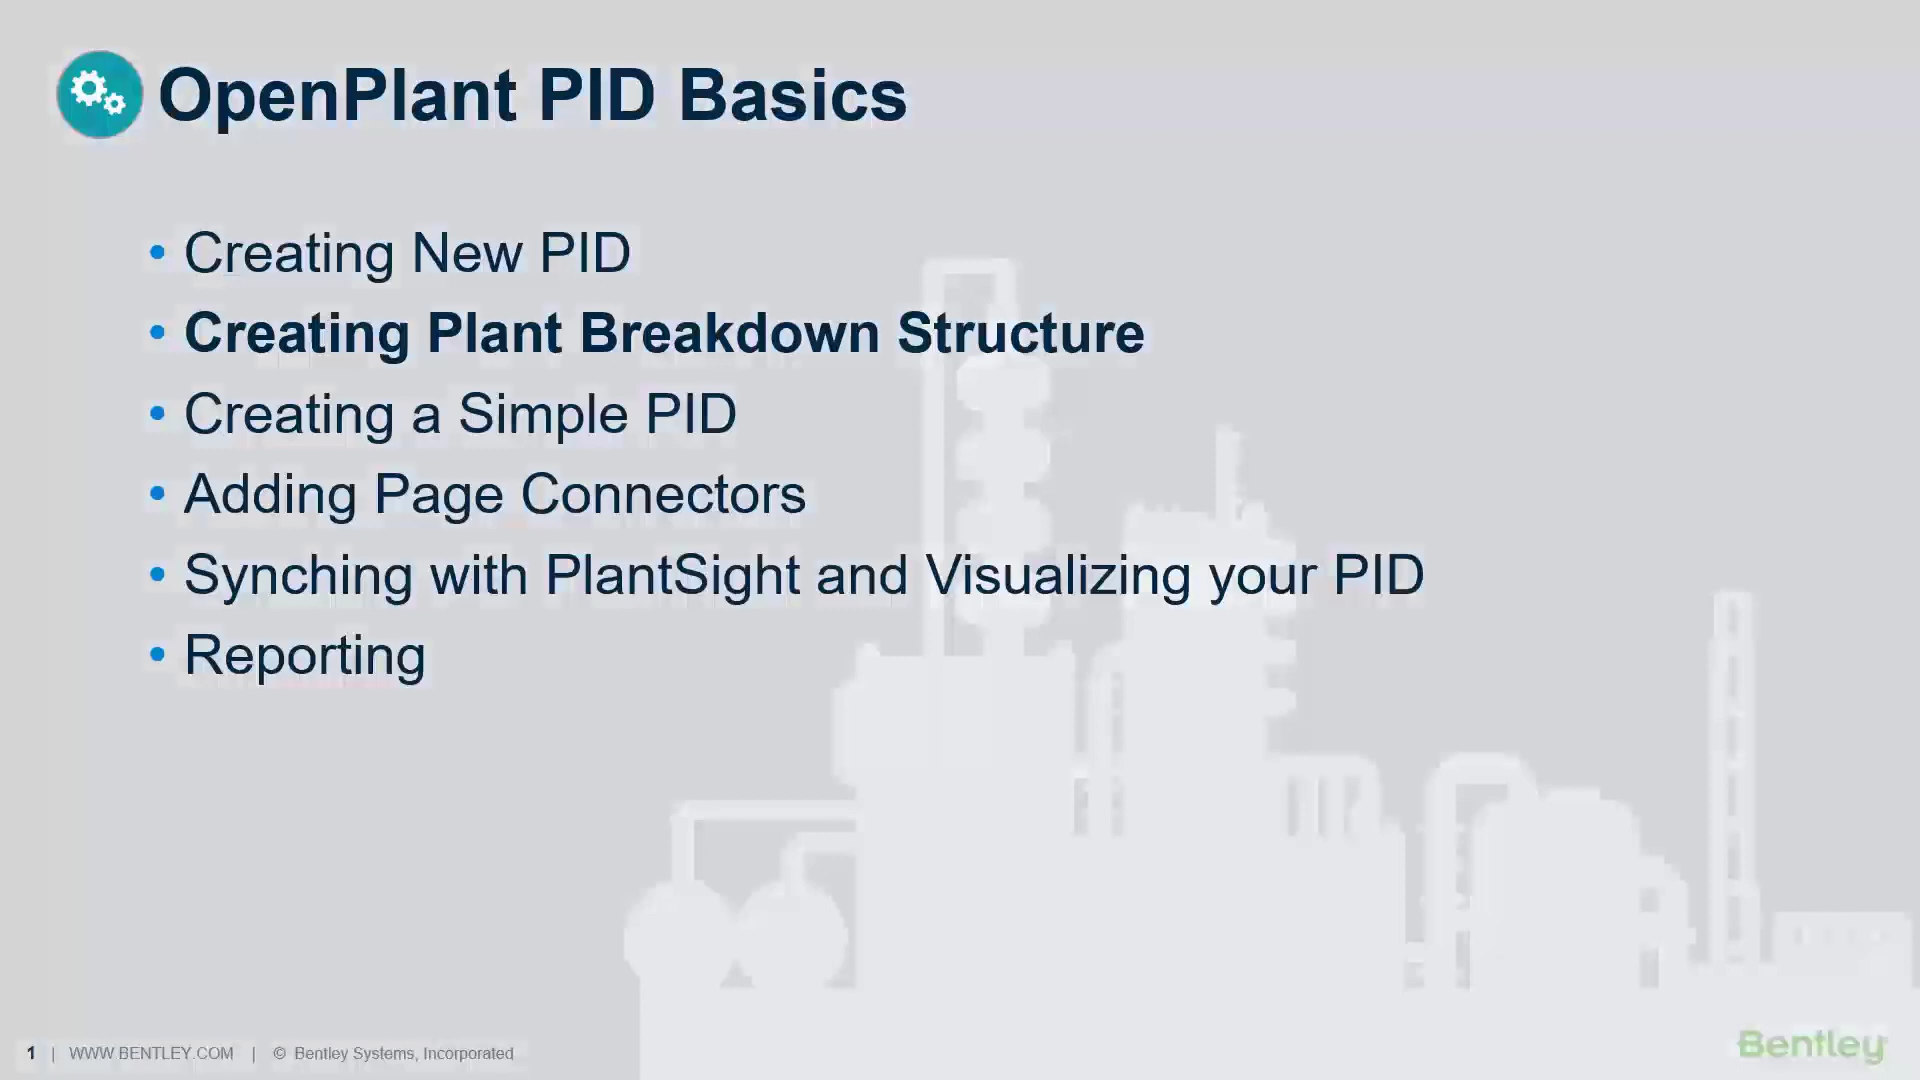 OpenPlant PID Basics
• Creating New PID
• Creating Plant Breakdown Structure
• Creating a Simple PID
• Adding Page Connectors
• Synching with PlantSight and Visualizing your PID
• Reporting
1 | WWW.BENTLEY.COM | © Bentley Systems, Incorporated
Bentley